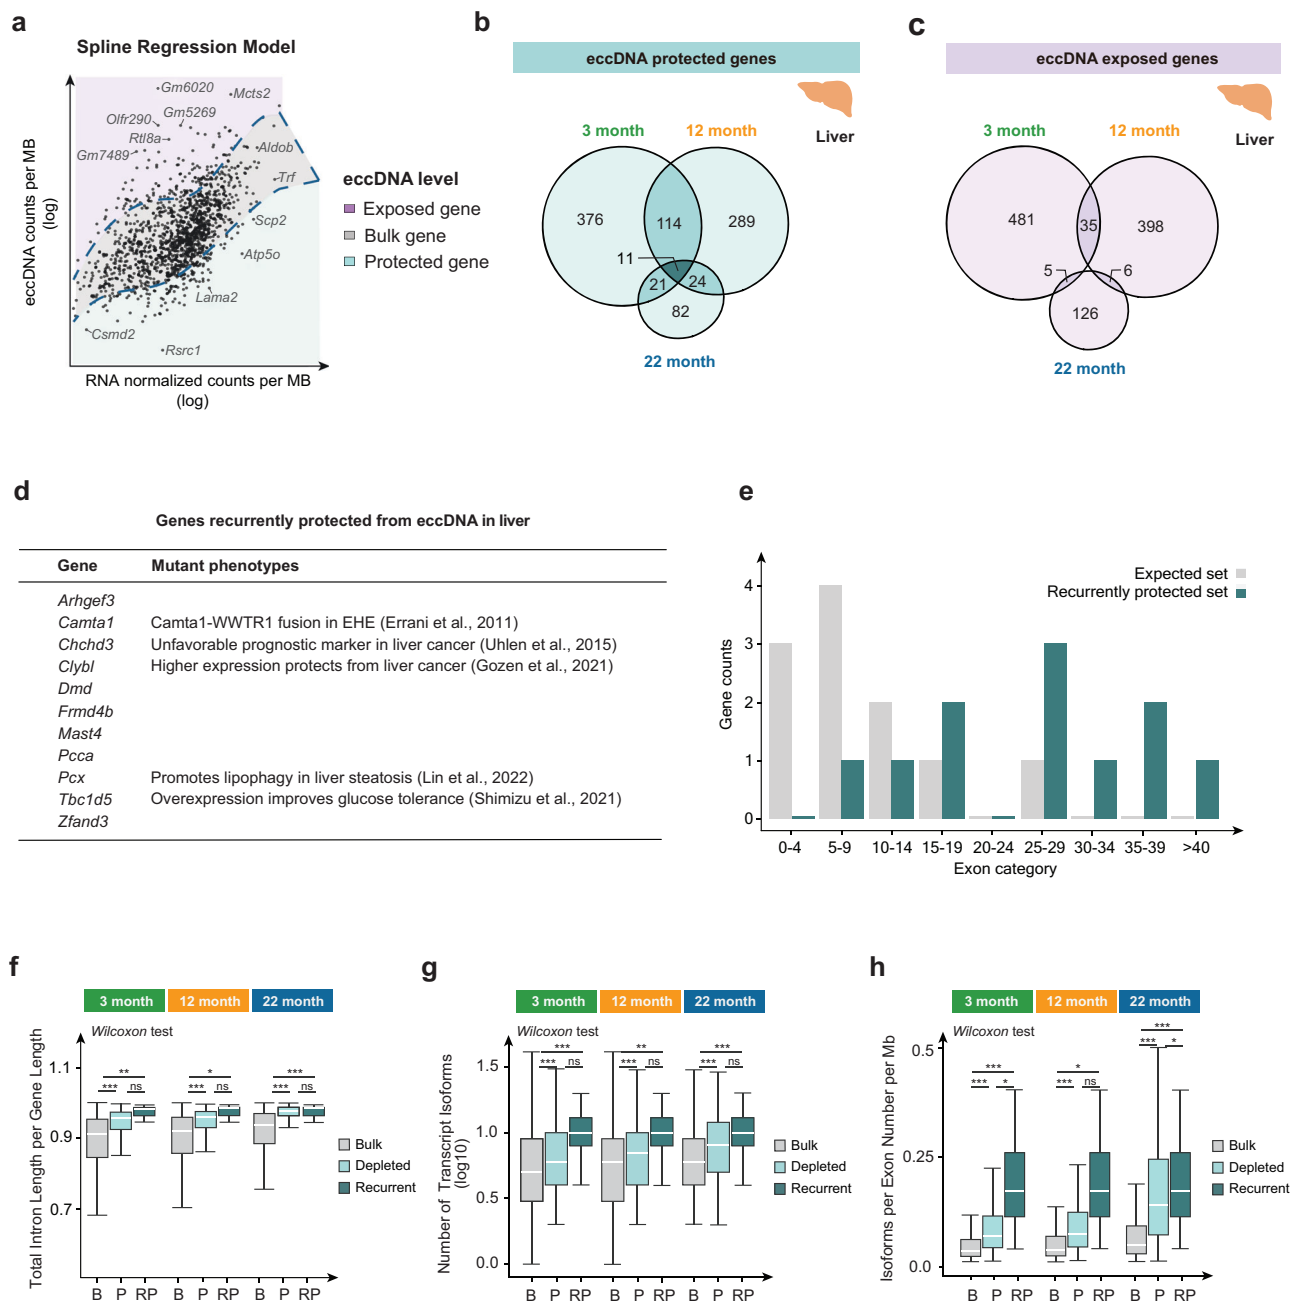 a
Spline Regression Model
Gm6020
Mcts2
Olfr290
Gm5269
Rtl8a
Gm7489
Aldob
Trf
Scp2
Atp5o
Lama2
Csmd2
Rsrc1
eccDNA counts per MB
(log)
RNA normalized counts per MB
(log)
eccDNA level
Exposed gene
Bulk gene
Protected gene
b
eccDNA protected genes
Liver
3 month
12 month
376
114
289
11
21
24
82
22 month
c
eccDNA exposed genes
Liver
3 month
12 month
481
35
398
5
6
126
22 month
d
Genes recurrently protected from eccDNA in liver
Gene Mutant phenotypes
Arhgef3
Camta1 Camta1-WWTR1 fusion in EHE (Errani et al., 2011)
Chchd3 Unfavorable prognostic marker in liver cancer (Uhlen et al., 2015)
Clybl Higher expression protects from liver cancer (Gozen et al., 2021)
Dmd
Frmd4b
Mast4
Pcca
Pcx Promotes lipophagy in liver steatosis (Lin et al., 2022)
Tbc1d5 Overexpression improves glucose tolerance (Shimizu et al., 2021)
Zfand3
e
Expected set
Recurrently protected set
Gene counts
4
3
2
1
0
0-4 5-9 10-14 15-19 20-24 25-29 30-34 35-39 >40
Exon category
f
3 month 12 month 22 month
Wilcoxon test
Total Intron Length per Gene Length
1.1
0.9
0.7
** * ***
*** ns *** ns *** ns
Bulk
Depleted
Recurrent
B P RP B P RP B P RP
g
3 month 12 month 22 month
Wilcoxon test
Number of Transcript Isoforms
(log10)
1.5
1.0
0.5
0.0
*** ** ***
*** ns *** ns *** ns
Bulk
Depleted
Recurrent
B P RP B P RP B P RP
h
3 month 12 month 22 month
Wilcoxon test
Isoforms per Exon Number per Mb
0.5
0.25
0.0
*** * ***
*** * *** ns *** *
Bulk
Depleted
Recurrent
B P RP B P RP B P RP